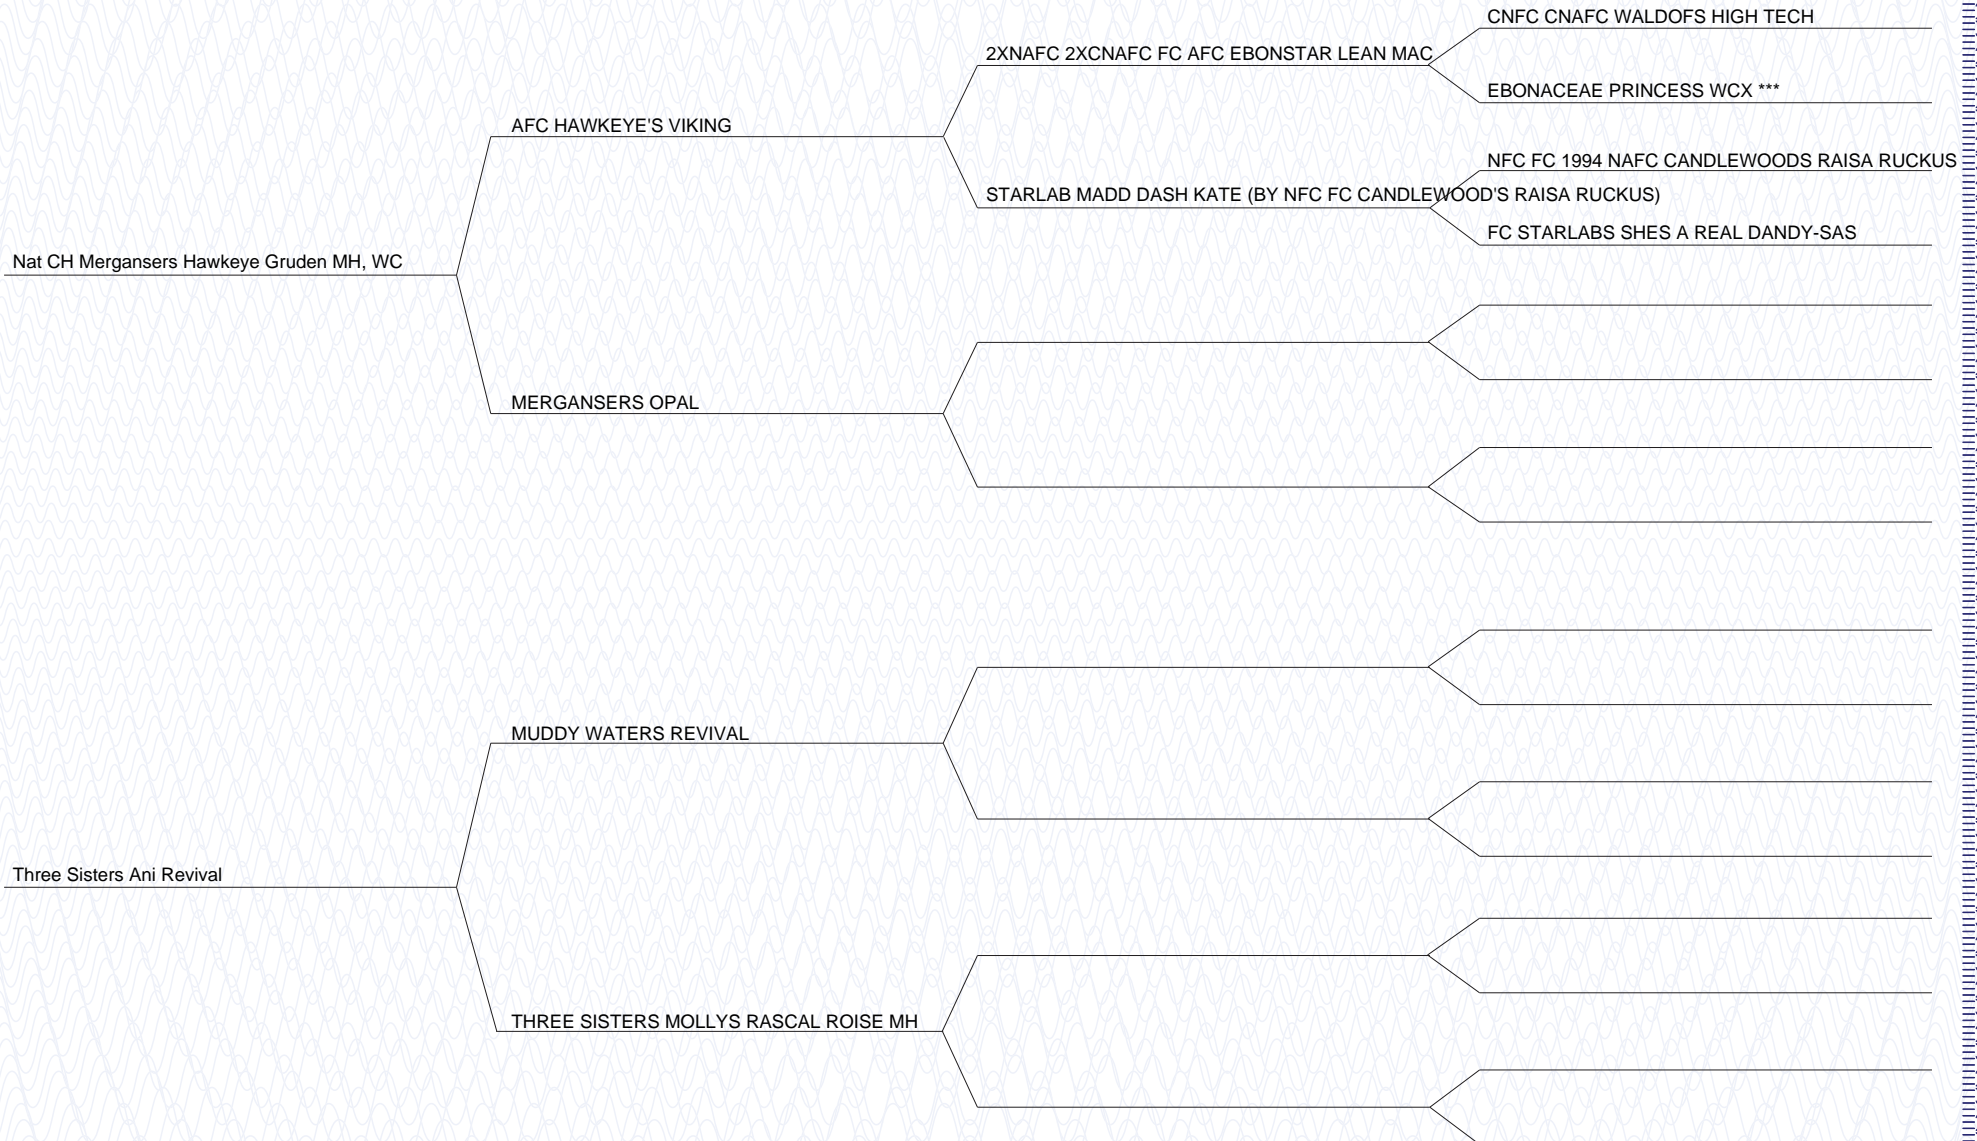 CNFC CNAFC WALDOFS HIGH TECH
2XNAFC 2XCNAFC FC AFC EBONSTAR LEAN MAC
EBONACEAE PRINCESS WCX ***
AFC HAWKEYE'S VIKING
NFC FC 1994 NAFC CANDLEWOODS RAISA RUCKUS
STARLAB MADD DASH KATE (BY NFC FC CANDLEWOOD'S RAISA RUCKUS)
FC STARLABS SHES A REAL DANDY-SAS
Nat CH Mergansers Hawkeye Gruden MH, WC
MERGANSERS OPAL
MUDDY WATERS REVIVAL
Three Sisters Ani Revival
THREE SISTERS MOLLYS RASCAL ROISE MH